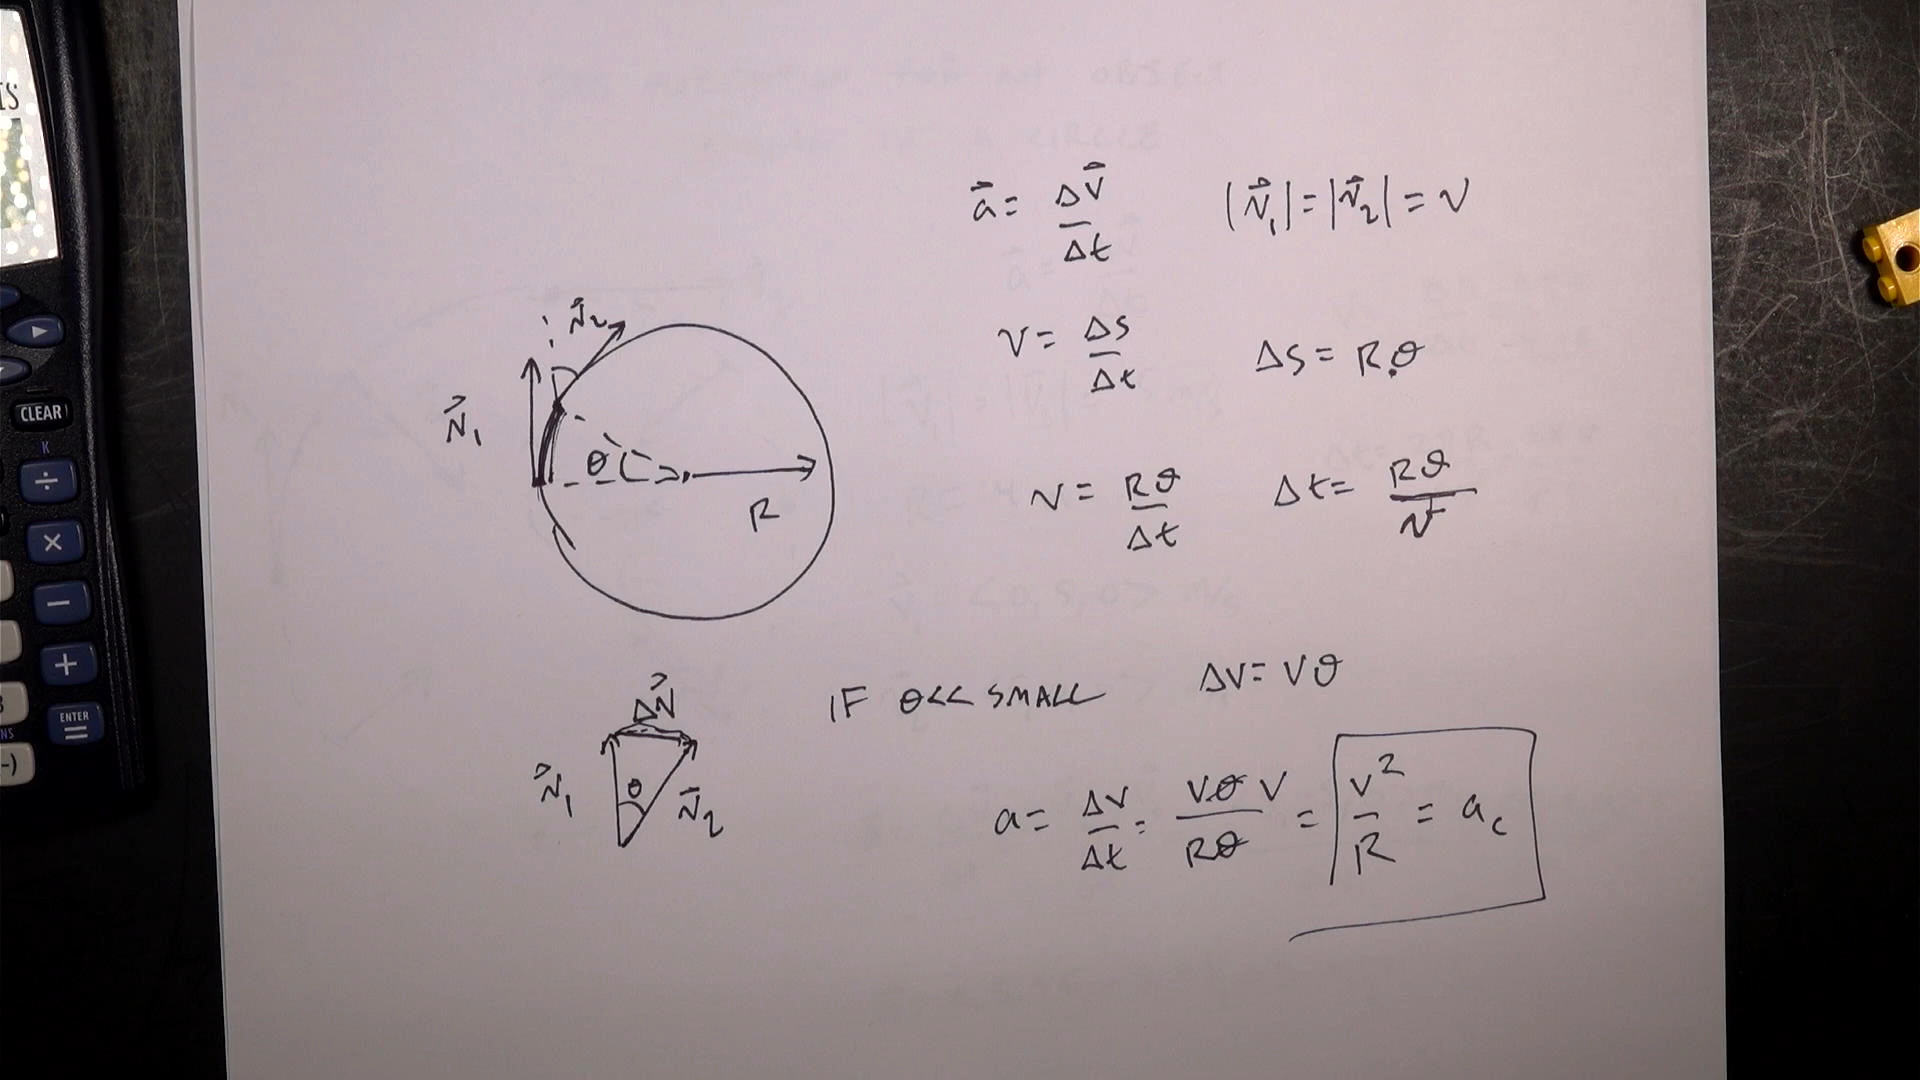 a⃗ = Δv⃗/Δt |v⃗₁| = |v⃗₂| = v
v = Δs/Δt Δs = Rθ
v⃗₂
v⃗₁
θ
R
v = Rθ/Δt Δt = Rθ/v
Δv⃗
v⃗₁
θ
v⃗₂
IF θ<< SMALL Δv = vθ
a = Δv/Δt = vθv/Rθ = v²/R = a_c
CLEAR
K
÷
×
−
+
ENTER
=
(-)